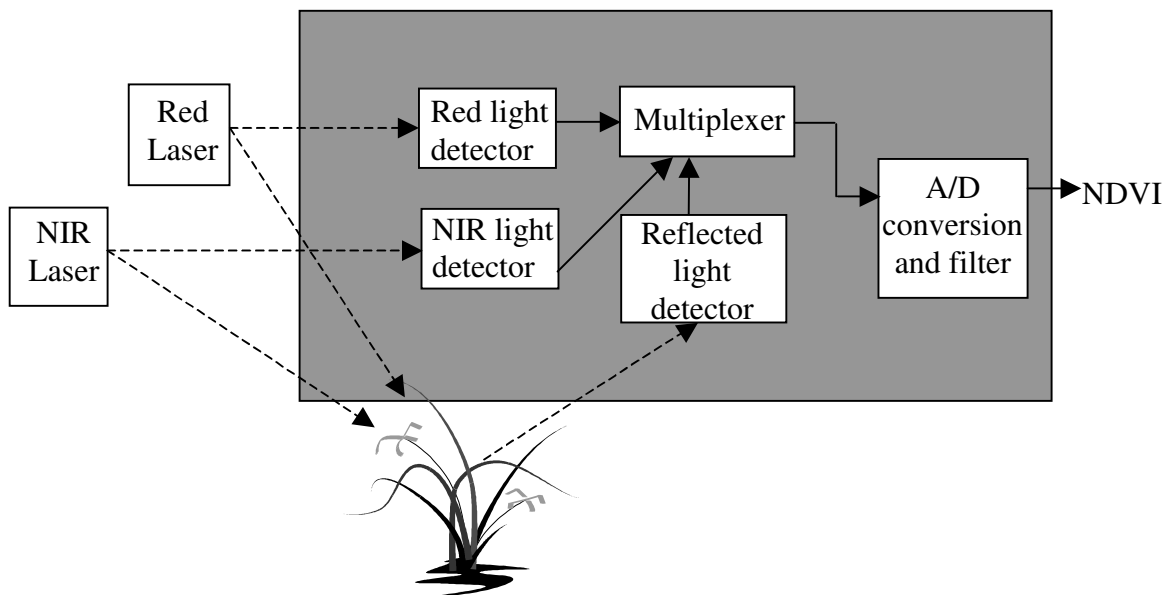 Red
Laser
NIR
Laser
Red light
detector
NIR light
detector
Multiplexer
Reflected
light
detector
A/D
conversion
and filter
NDVI